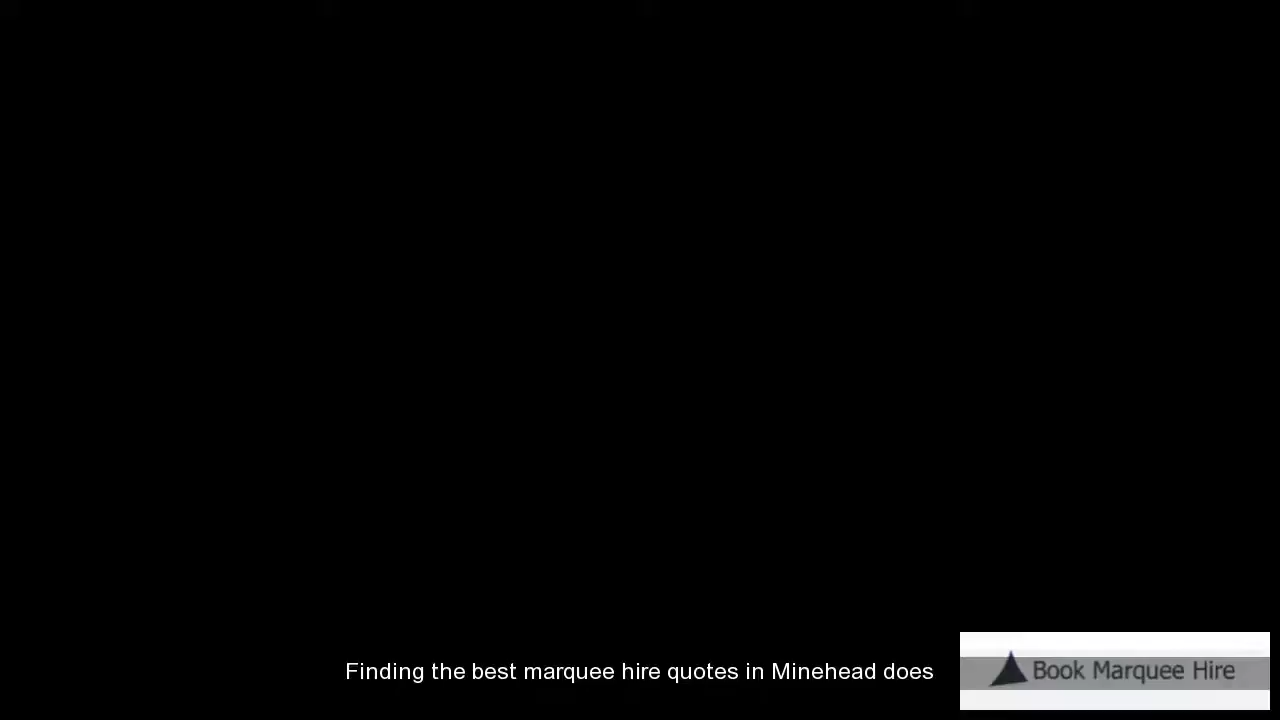 Finding the best marquee hire quotes in Minehead does
Book Marquee Hire